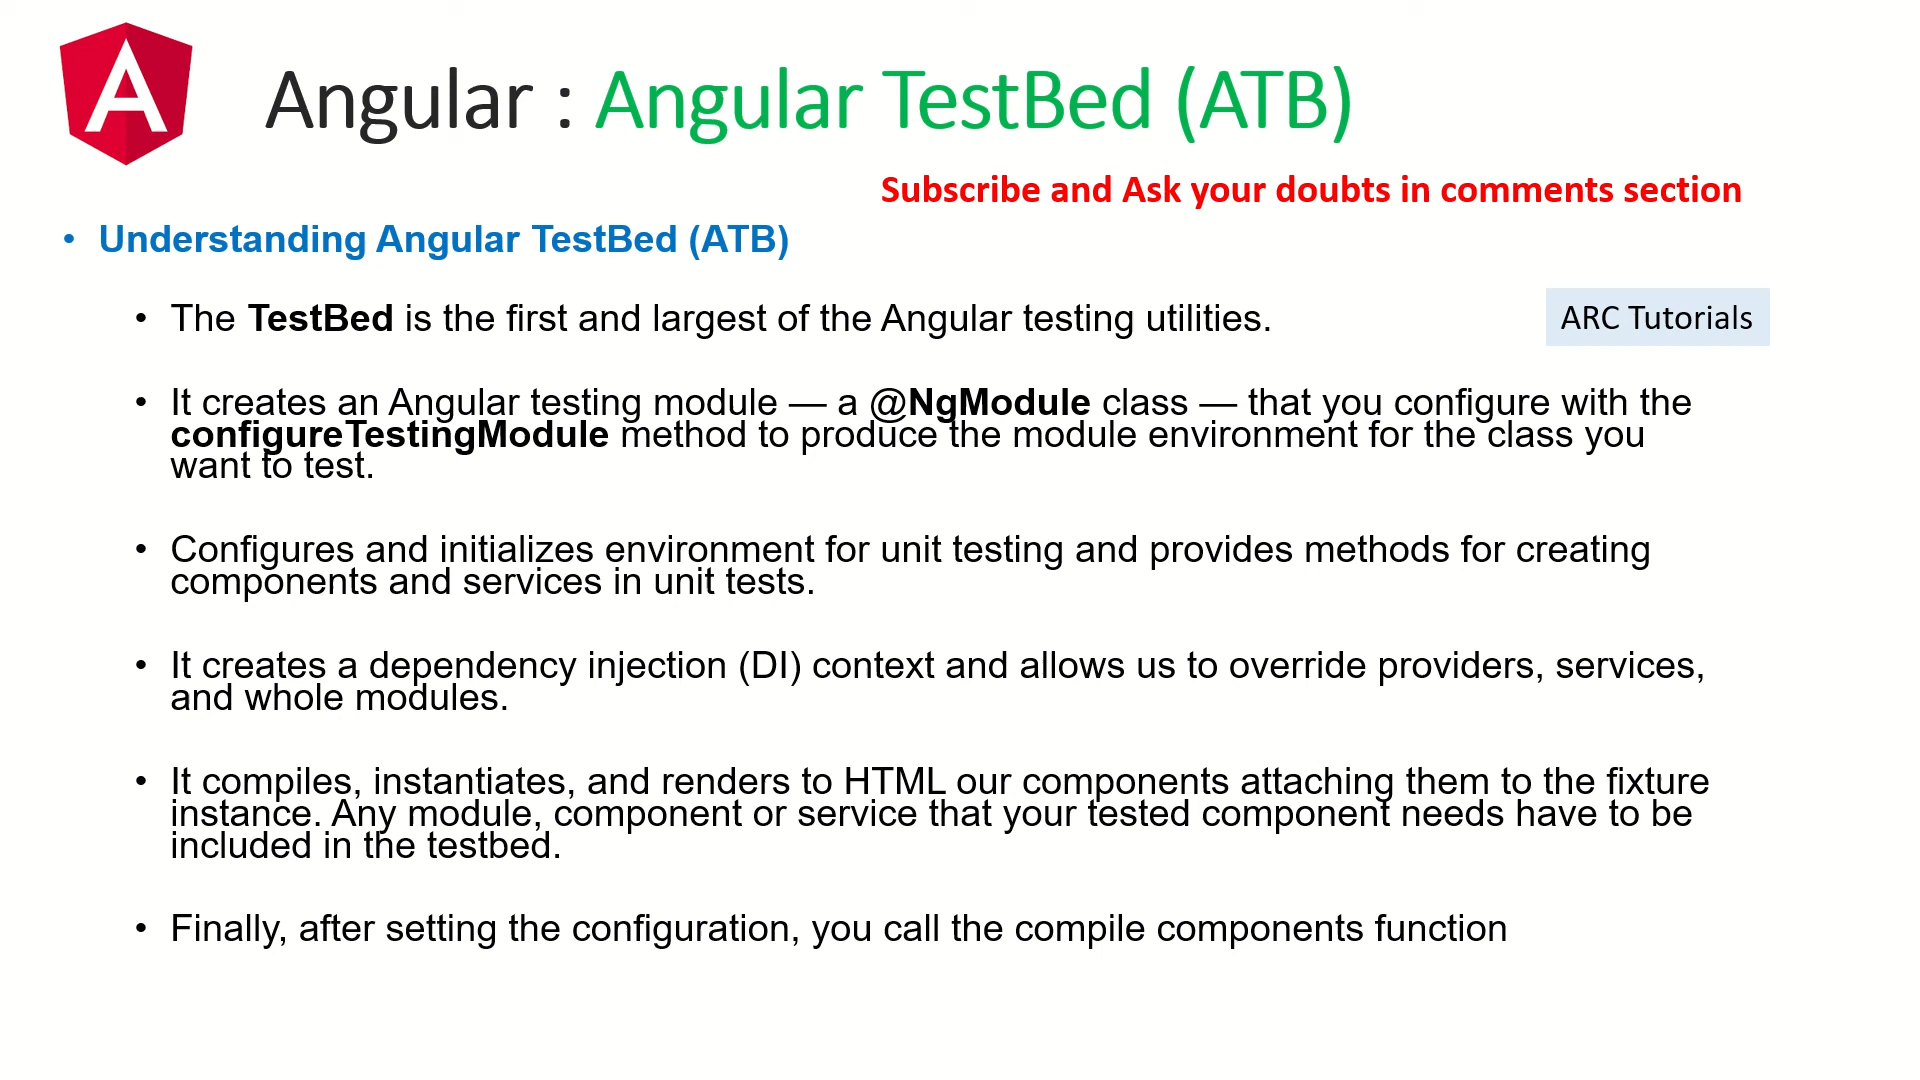 Angular : Angular TestBed (ATB)
Subscribe and Ask your doubts in comments section
• Understanding Angular TestBed (ATB)
• The TestBed is the first and largest of the Angular testing utilities.
ARC Tutorials
• It creates an Angular testing module — a @NgModule class — that you configure with the
configureTestingModule method to produce the module environment for the class you
want to test.
• Configures and initializes environment for unit testing and provides methods for creating
components and services in unit tests.
• It creates a dependency injection (DI) context and allows us to override providers, services,
and whole modules.
• It compiles, instantiates, and renders to HTML our components attaching them to the fixture
instance. Any module, component or service that your tested component needs have to be
included in the testbed.
• Finally, after setting the configuration, you call the compile components function